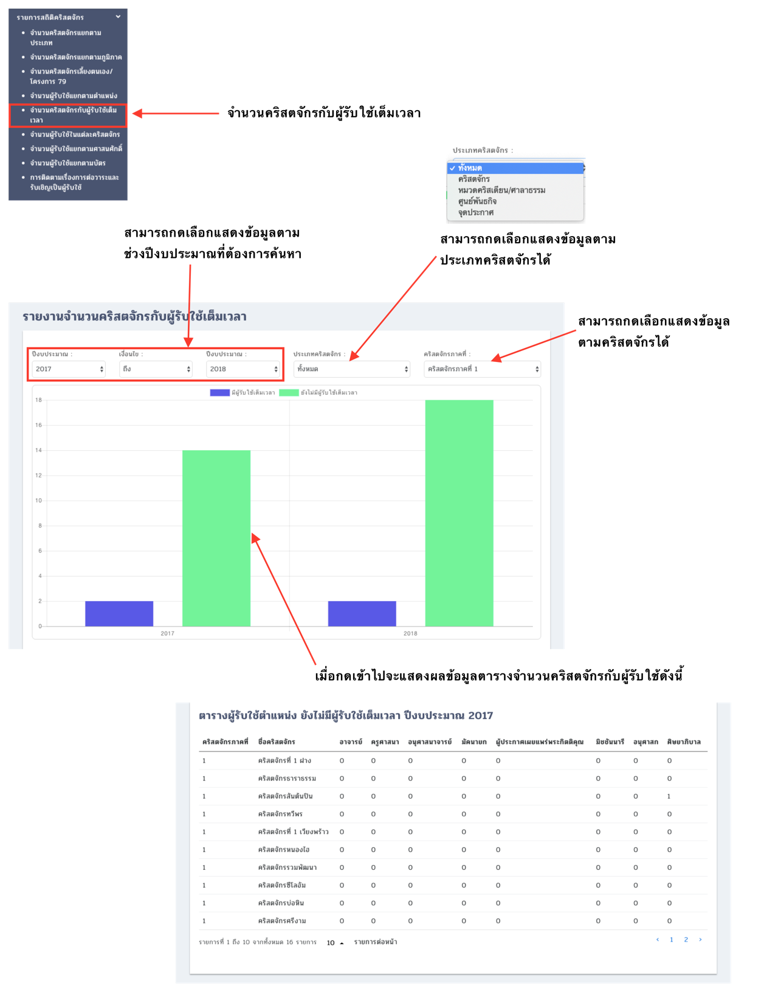 รายการสถิติคริสตจักร
จำนวนคริสตจักรแยกตาม
ประเภท
จำนวนคริสตจักรแยกตามภูมิภาค
จำนวนคริสตจักรเลี้ยงตนเอง/
โครงการ 79
จำนวนผู้รับใช้แยกตามตำแหน่ง
จำนวนคริสตจักรกับผู้รับใช้เต็ม
เวลา
จำนวนผู้รับใช้ในแต่ละคริสตจักร
จำนวนผู้รับใช้แยกตามศาสนศักดิ์
จำนวนผู้รับใช้แยกตามบัตร
การติดตามเรื่องการต่อวาระและ
รับเชิญเป็นผู้รับใช้
จำนวนคริสตจักรกับผู้รับใช้เต็มเวลา
ประเภทคริสตจักร :
✓ ทั้งหมด
คริสตจักร
หมวดคริสเตียน/ศาลาธรรม
ศูนย์พันธกิจ
จุดประกาศ
สามารถกดเลือกแสดงข้อมูลตาม
ช่วงปีงบประมาณที่ต้องการค้นหา
สามารถกดเลือกแสดงข้อมูลตาม
ประเภทคริสตจักรได้
สามารถกดเลือกแสดงข้อมูล
ตามคริสตจักรได้
รายงานจำนวนคริสตจักรกับผู้รับใช้เต็มเวลา
ปีงบประมาณ : เงื่อนไข : ปีงบประมาณ : ประเภทคริสตจักร : คริสตจักรภาคที่ :
2017 ถึง 2018 ทั้งหมด คริสตจักรภาคที่ 1
มีผู้รับใช้เต็มเวลา ยังไม่มีผู้รับใช้เต็มเวลา
18
16
14
12
10
8
6
4
2
0
2017 2018
เมื่อกดเข้าไปจะแสดงผลข้อมูลตารางจำนวนคริสตจักรกับผู้รับใช้ดังนี้
ตารางผู้รับใช้ตำแหน่ง ยังไม่มีผู้รับใช้เต็มเวลา ปีงบประมาณ 2017
คริสตจักรภาคที่ ชื่อคริสตจักร อาจารย์ ครูศาสนา อนุศาสนาจารย์ มัคนายก ผู้ประกาศเผยแพร่พระกิตติคุณ มิชชันนารี อนุศาสก ศิษยาภิบาล
1 คริสตจักรที่ 1 ฝาง 0 0 0 0 0 0 0 0
1 คริสตจักรธาราธรรม 0 0 0 0 0 0 0 0
1 คริสตจักรสันต้นปิน 0 0 0 0 0 0 0 1
1 คริสตจักรทวีพร 0 0 0 0 0 0 0 0
1 คริสตจักรที่ 1 เวียงพร้าว 0 0 0 0 0 0 0 0
1 คริสตจักรหนองไฮ 0 0 0 0 0 0 0 0
1 คริสตจักรรวมพัฒนา 0 0 0 0 0 0 0 0
1 คริสตจักรซีโลอัม 0 0 0 0 0 0 0 0
1 คริสตจักรบ่อหิน 0 0 0 0 0 0 0 0
1 คริสตจักรศรีงาม 0 0 0 0 0 0 0 0
รายการที่ 1 ถึง 10 จากทั้งหมด 16 รายการ 10 รายการต่อหน้า ‹ 1 2 ›